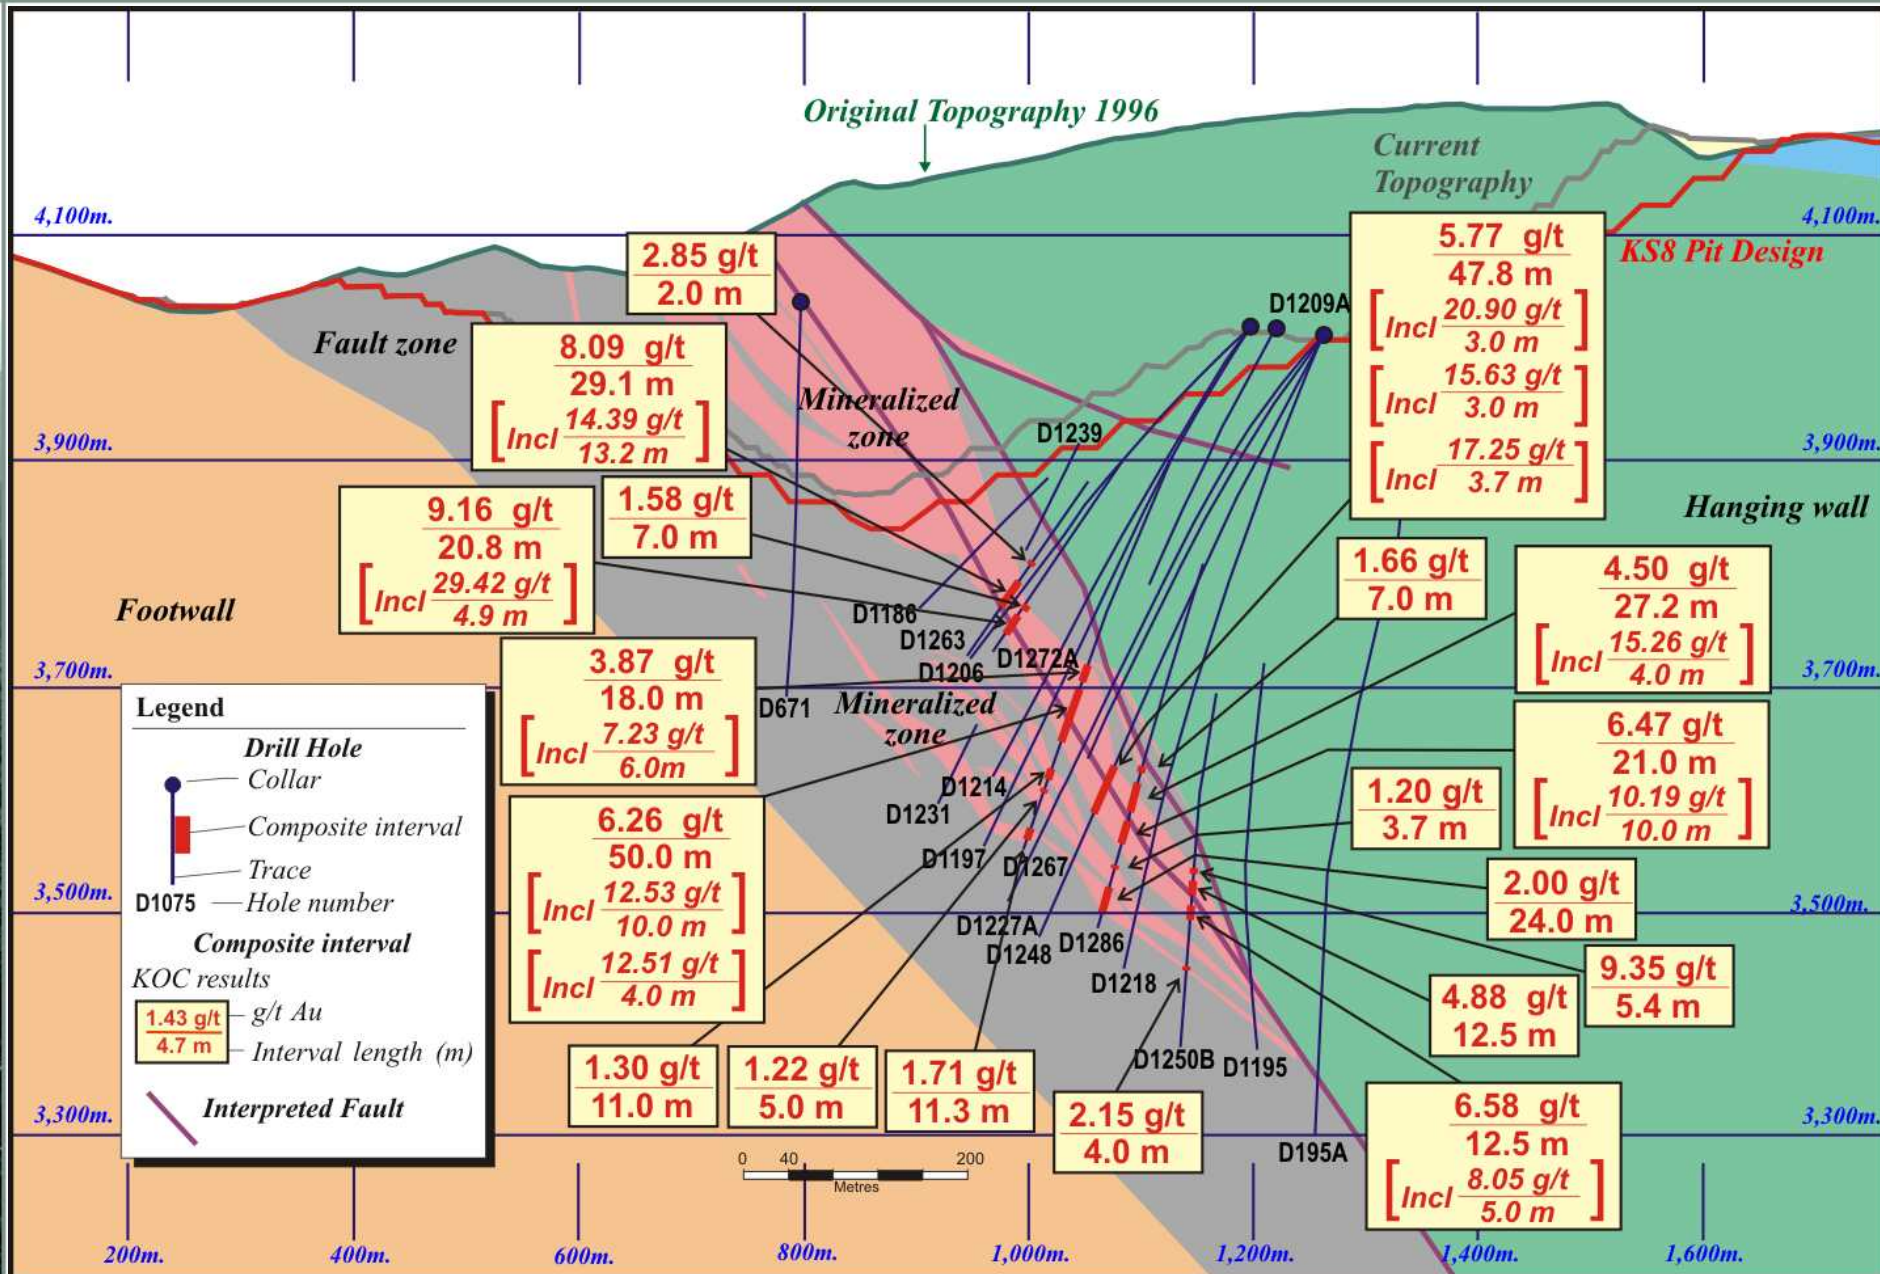 Original Topography 1996
Current
Topography
4,100m.
4,100m.
KS8 Pit Design
2.85 g/t
2.0 m
5.77 g/t
47.8 m
[Incl 20.90 g/t
3.0 m]
[Incl 15.63 g/t
3.0 m]
[Incl 17.25 g/t
3.7 m]
D1209A
Fault zone
8.09 g/t
29.1 m
[Incl 14.39 g/t
13.2 m]
Mineralized
zone
D1239
3,900m.
3,900m.
9.16 g/t
20.8 m
[Incl 29.42 g/t
4.9 m]
1.58 g/t
7.0 m
Hanging wall
1.66 g/t
7.0 m
4.50 g/t
27.2 m
[Incl 15.26 g/t
4.0 m]
Footwall
D1186
D1263
D1206
D1272A
3,700m.
3,700m.
3.87 g/t
18.0 m
[Incl 7.23 g/t
6.0m]
D671
Mineralized
zone
6.47 g/t
21.0 m
[Incl 10.19 g/t
10.0 m]
Legend
Drill Hole
Collar
Composite interval
Trace
D1075
Hole number
Composite interval
KOC results
1.43 g/t
4.7 m
g/t Au
Interval length (m)
Interpreted Fault
D1214
D1231
1.20 g/t
3.7 m
6.26 g/t
50.0 m
[Incl 12.53 g/t
10.0 m]
[Incl 12.51 g/t
4.0 m]
D1197
D1267
2.00 g/t
24.0 m
3,500m.
3,500m.
D1227A
D1248
D1286
D1218
9.35 g/t
5.4 m
4.88 g/t
12.5 m
D1250B
D1195
1.30 g/t
11.0 m
1.22 g/t
5.0 m
1.71 g/t
11.3 m
2.15 g/t
4.0 m
6.58 g/t
12.5 m
[Incl 8.05 g/t
5.0 m]
3,300m.
3,300m.
D195A
0 40 200
Metres
200m. 400m. 600m. 800m. 1,000m. 1,200m. 1,400m. 1,600m.